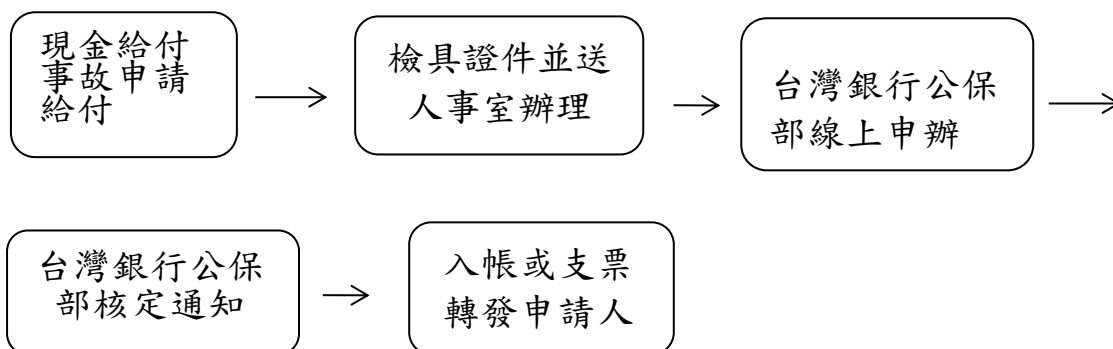 現金給付
事故申請
給付
檢具證件並送
人事室辦理
台灣銀行公保
部線上申辦
台灣銀行公保
部核定通知
入帳或支票
轉發申請人